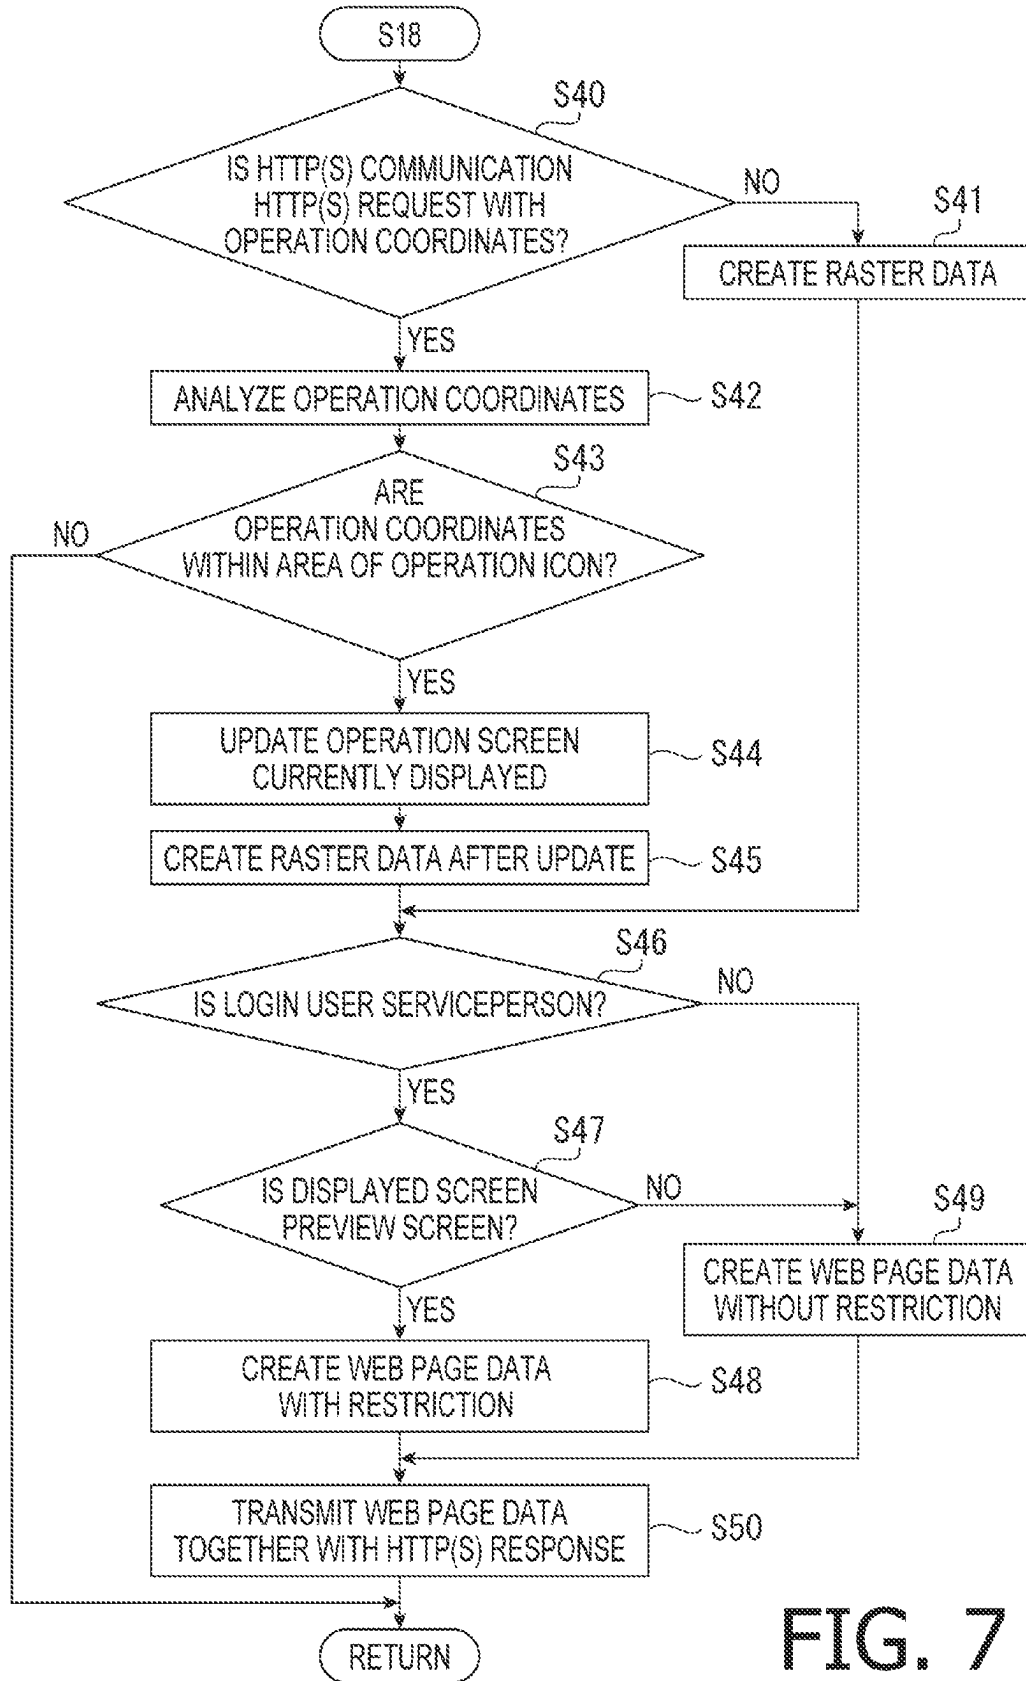 S18
S40
IS HTTP(S) COMMUNICATION
HTTP(S) REQUEST WITH
OPERATION COORDINATES?
NO
S41
CREATE RASTER DATA
YES
ANALYZE OPERATION COORDINATES
S42
S43
ARE
OPERATION COORDINATES
WITHIN AREA OF OPERATION ICON?
NO
YES
UPDATE OPERATION SCREEN
CURRENTLY DISPLAYED
S44
CREATE RASTER DATA AFTER UPDATE
S45
S46
IS LOGIN USER SERVICEPERSON?
NO
YES
S47
IS DISPLAYED SCREEN
PREVIEW SCREEN?
NO
S49
CREATE WEB PAGE DATA
WITHOUT RESTRICTION
YES
CREATE WEB PAGE DATA
WITH RESTRICTION
S48
TRANSMIT WEB PAGE DATA
TOGETHER WITH HTTP(S) RESPONSE
S50
RETURN
FIG. 7